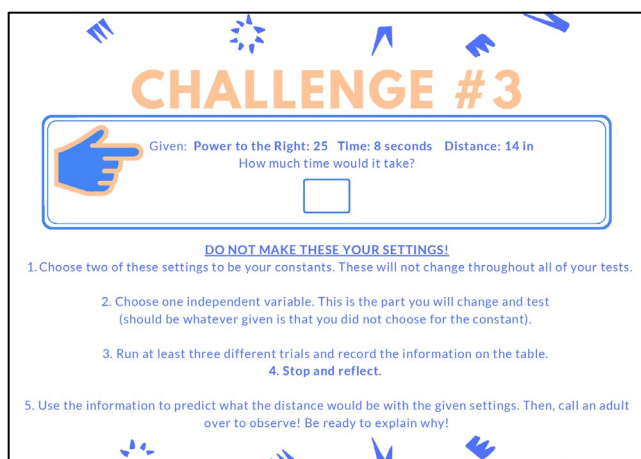 CHALLENGE #3
Given: Power to the Right: 25 Time: 8 seconds Distance: 14 in
How much time would it take?
DO NOT MAKE THESE YOUR SETTINGS!
1. Choose two of these settings to be your constants. These will not change throughout all of your tests.
2. Choose one independent variable. This is the part you will change and test
(should be whatever given is that you did not choose for the constant).
3. Run at least three different trials and record the information on the table.
4. Stop and reflect.
5. Use the information to predict what the distance would be with the given settings. Then, call an adult
over to observe! Be ready to explain why!